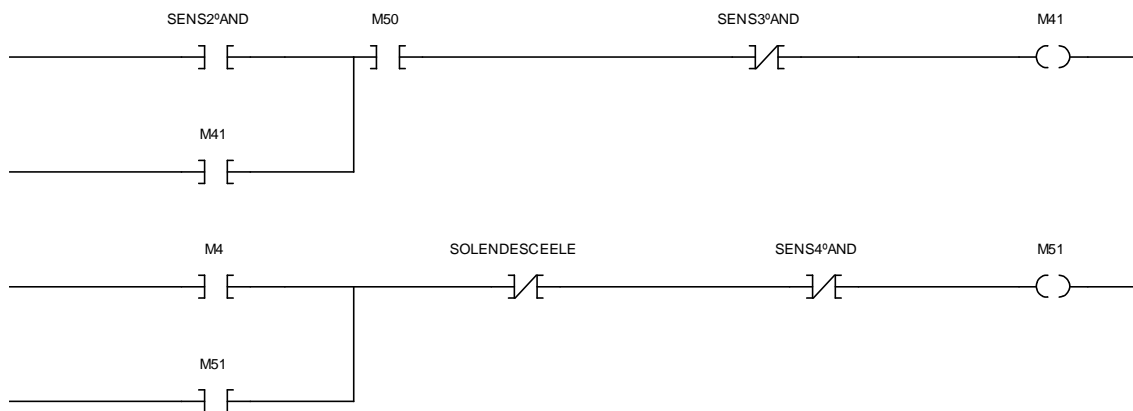 SENS2ºAND M50 SENS3ºAND M41
M41
M4 SOLENDESCEELE SENS4ºAND M51
M51